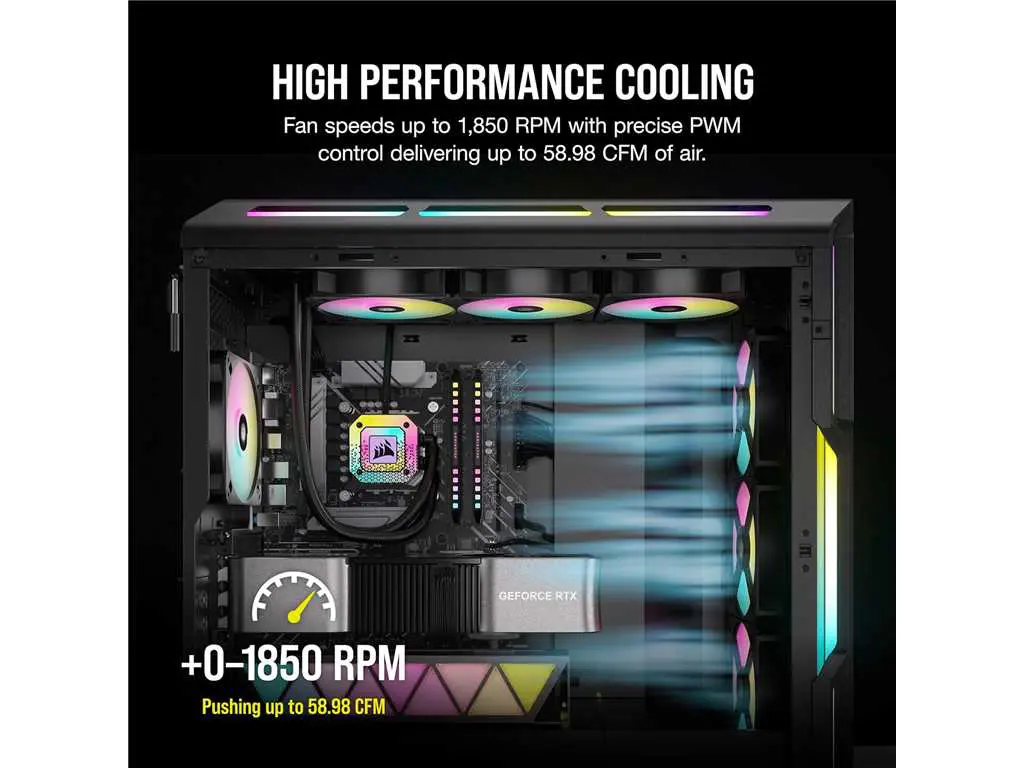 HIGH PERFORMANCE COOLING
Fan speeds up to 1,850 RPM with precise PWM
control delivering up to 58.98 CFM of air.
GEFORCE RTX
+0–1850 RPM
Pushing up to 58.98 CFM